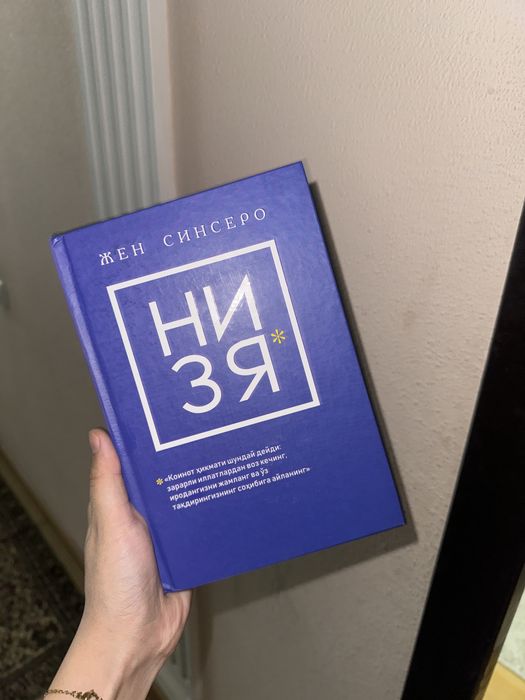 ЖЕН СИНСЕРО
НИ
ЗЯ*
* «Коинот ҳикмати шундай дейди:
зарарли иллатлардан воз кечинг,
иродангизни жамланг ва ўз
тақдирингизнинг соҳибига айланинг»